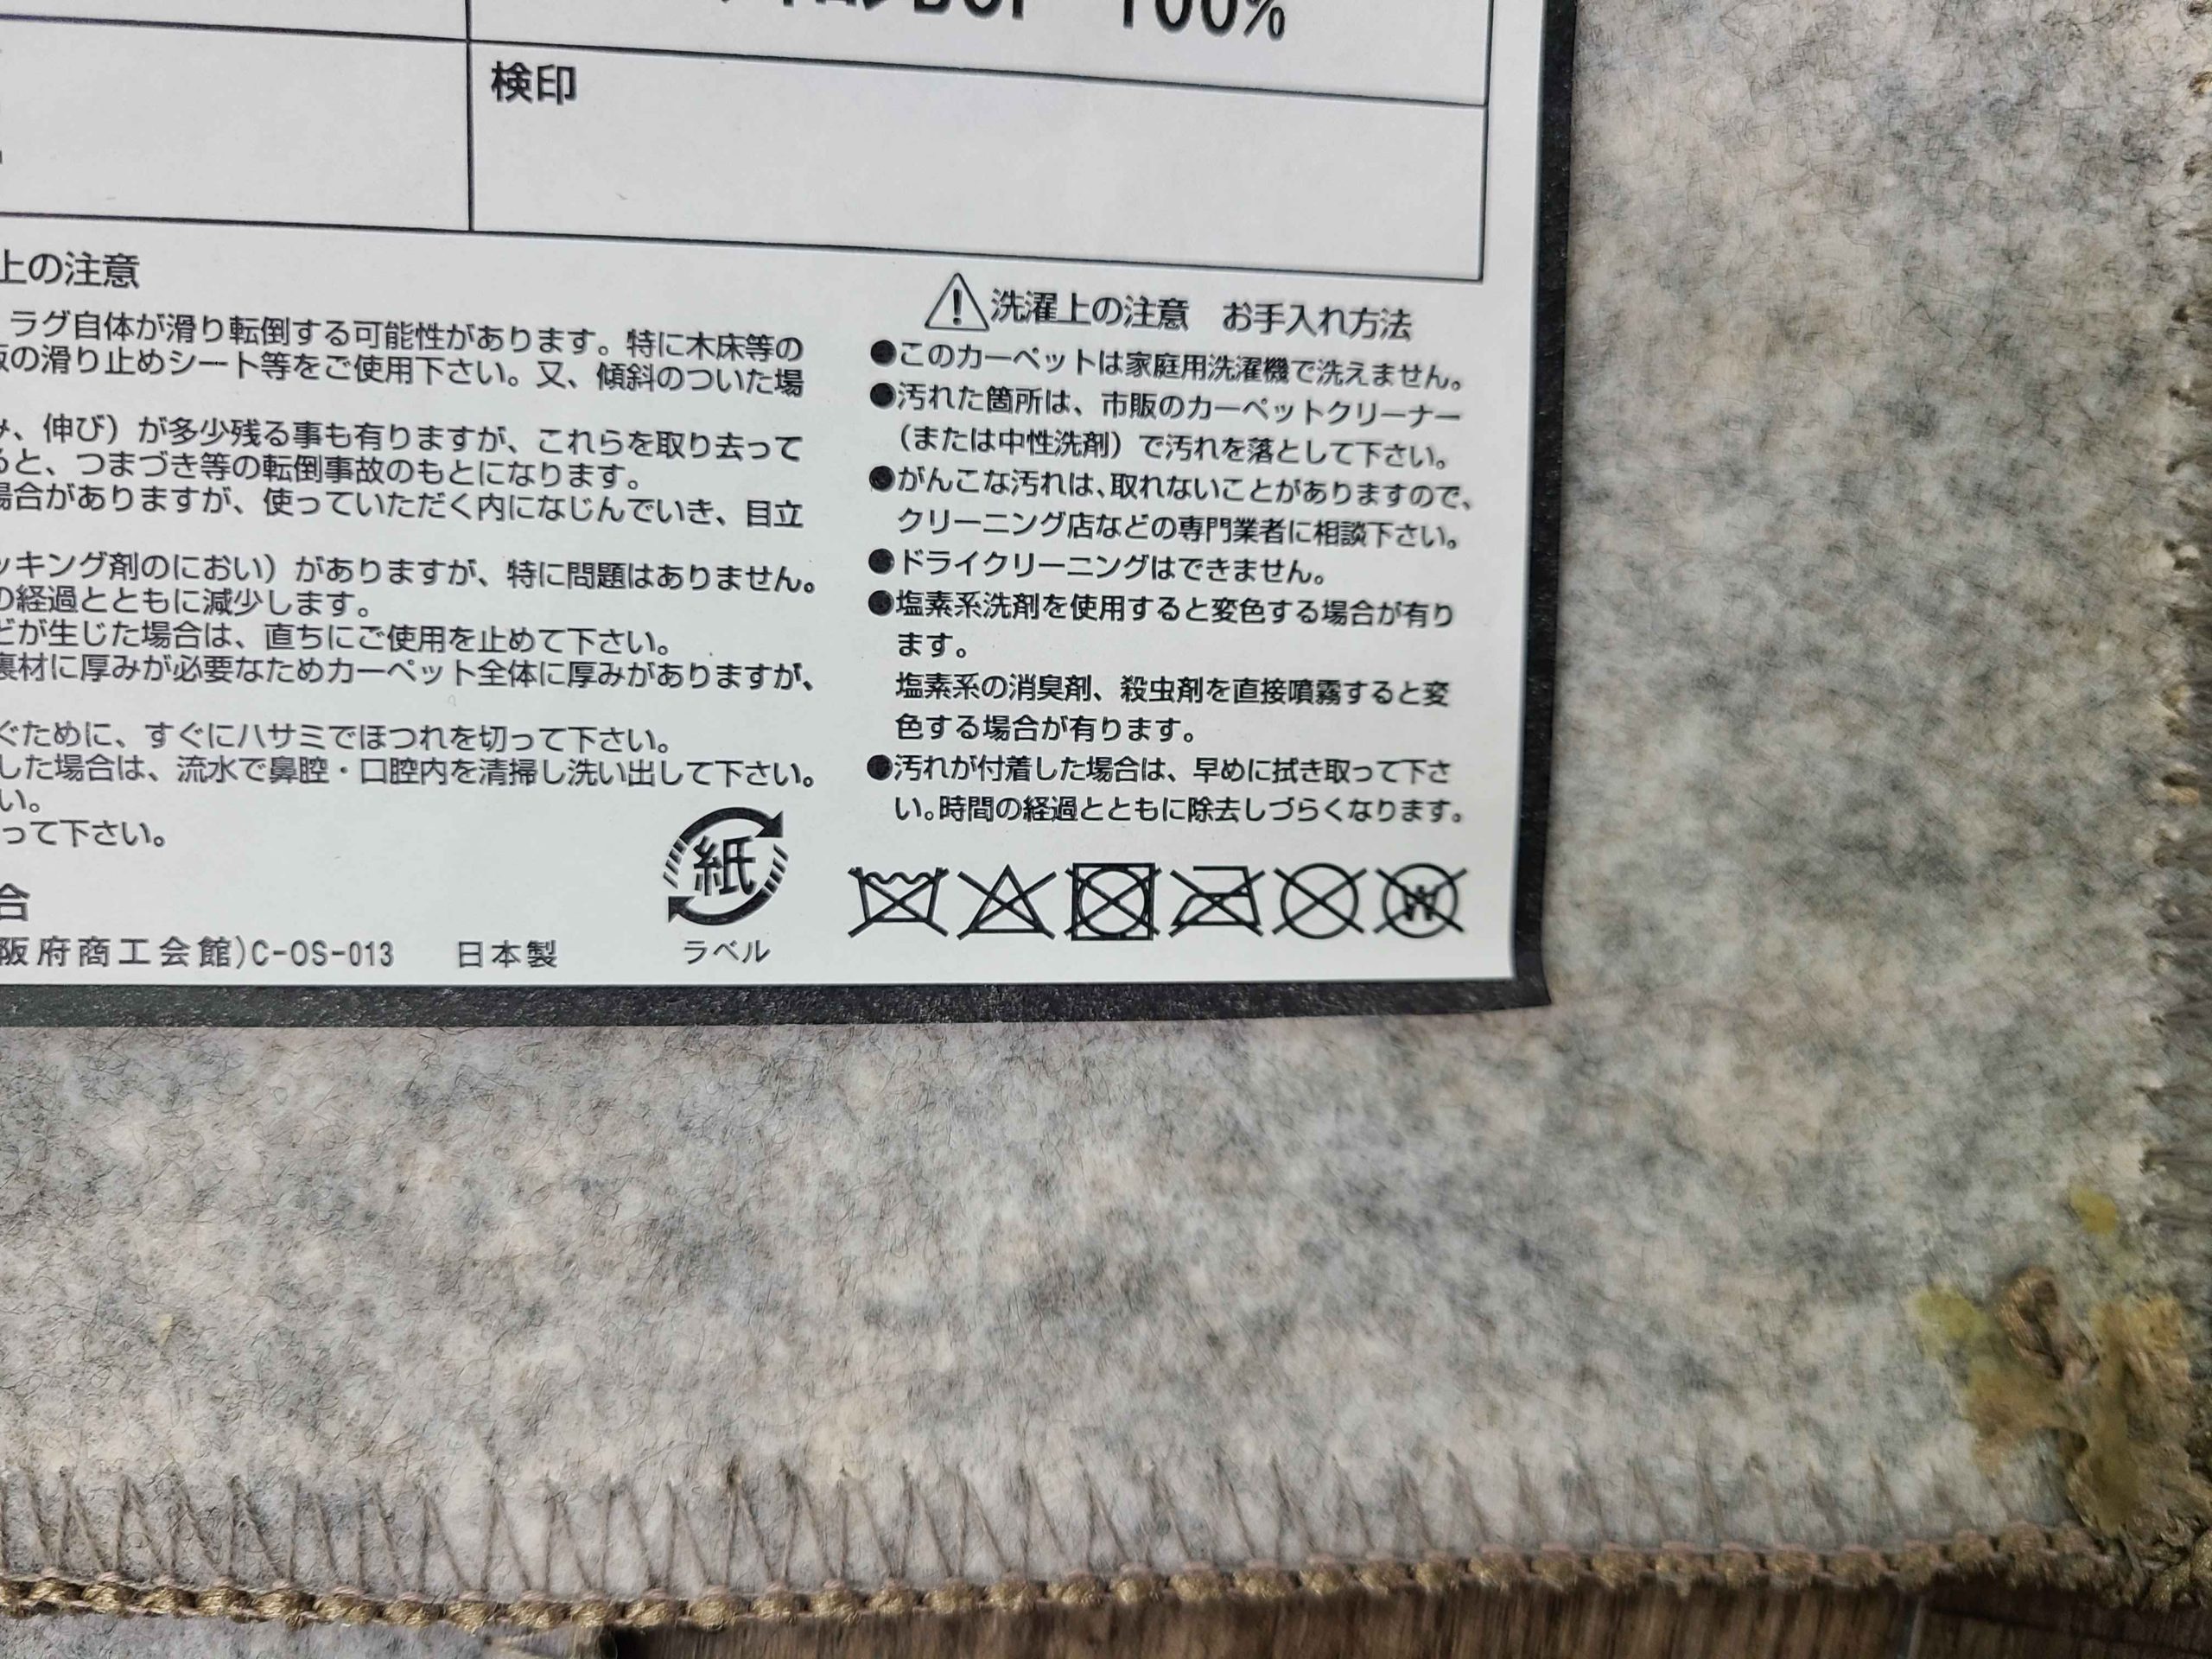 100%
検印
上の注意
ラグ自体が滑り転倒する可能性があります。特に木床等の
の滑り止めシート等をご使用下さい。又、傾斜のついた場
、伸び）が多少残る事も有りますが、これらを取り去って
ると、つまづき等の転倒事故のもとになります。
場合がありますが、使っていただく内になじんでいき、目立
ッキング剤のにおい）がありますが、特に問題はありません。
の経過とともに減少します。
どが生じた場合は、直ちにご使用を止めて下さい。
裏材に厚みが必要なためカーペット全体に厚みがありますが、
ぐために、すぐにハサミでほつれを切って下さい。
した場合は、流水で鼻腔・口腔内を清掃し洗い出して下さい。
い。
って下さい。
合
阪府商工会館)C-OS-013 日本製
紙
ラベル
洗濯上の注意 お手入れ方法
●このカーペットは家庭用洗濯機で洗えません。
●汚れた箇所は、市販のカーペットクリーナー
（または中性洗剤）で汚れを落として下さい。
●がんこな汚れは、取れないことがありますので、
クリーニング店などの専門業者に相談下さい。
●ドライクリーニングはできません。
●塩素系洗剤を使用すると変色する場合が有り
ます。
塩素系の消臭剤、殺虫剤を直接噴霧すると変
色する場合が有ります。
●汚れが付着した場合は、早めに拭き取って下さ
い。時間の経過とともに除去しづらくなります。
W